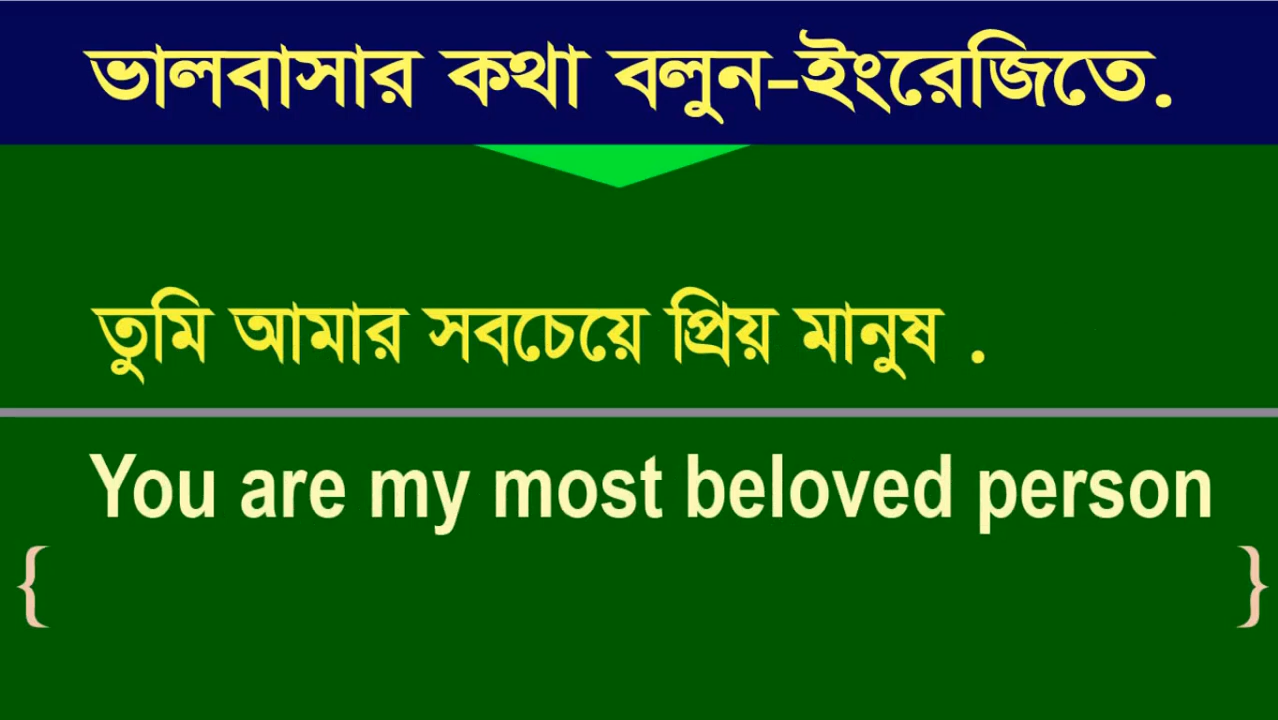 ভালবাসার কথা বলুন-ইংরেজিতে.
তুমি আমার সবচেয়ে প্রিয় মানুষ .
You are my most beloved person
{ }